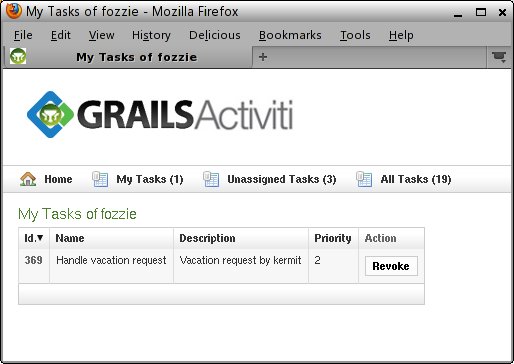 My Tasks of fozzie - Mozilla Firefox
File Edit View History Delicious Bookmarks Tools Help
My Tasks of fozzie
GRAILSActiviti
Home My Tasks (1) Unassigned Tasks (3) All Tasks (19)
My Tasks of fozzie
Id.▼ Name Description Priority Action
369 Handle vacation request Vacation request by kermit 2 Revoke